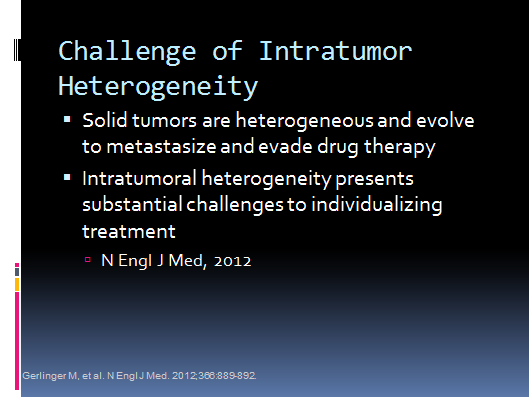 Challenge of Intratumor
Heterogeneity
Solid tumors are heterogeneous and evolve
to metastasize and evade drug therapy
Intratumoral heterogeneity presents
substantial challenges to individualizing
treatment
N Engl J Med, 2012
Gerlinger M, et al. N Engl J Med. 2012;366:889-892.